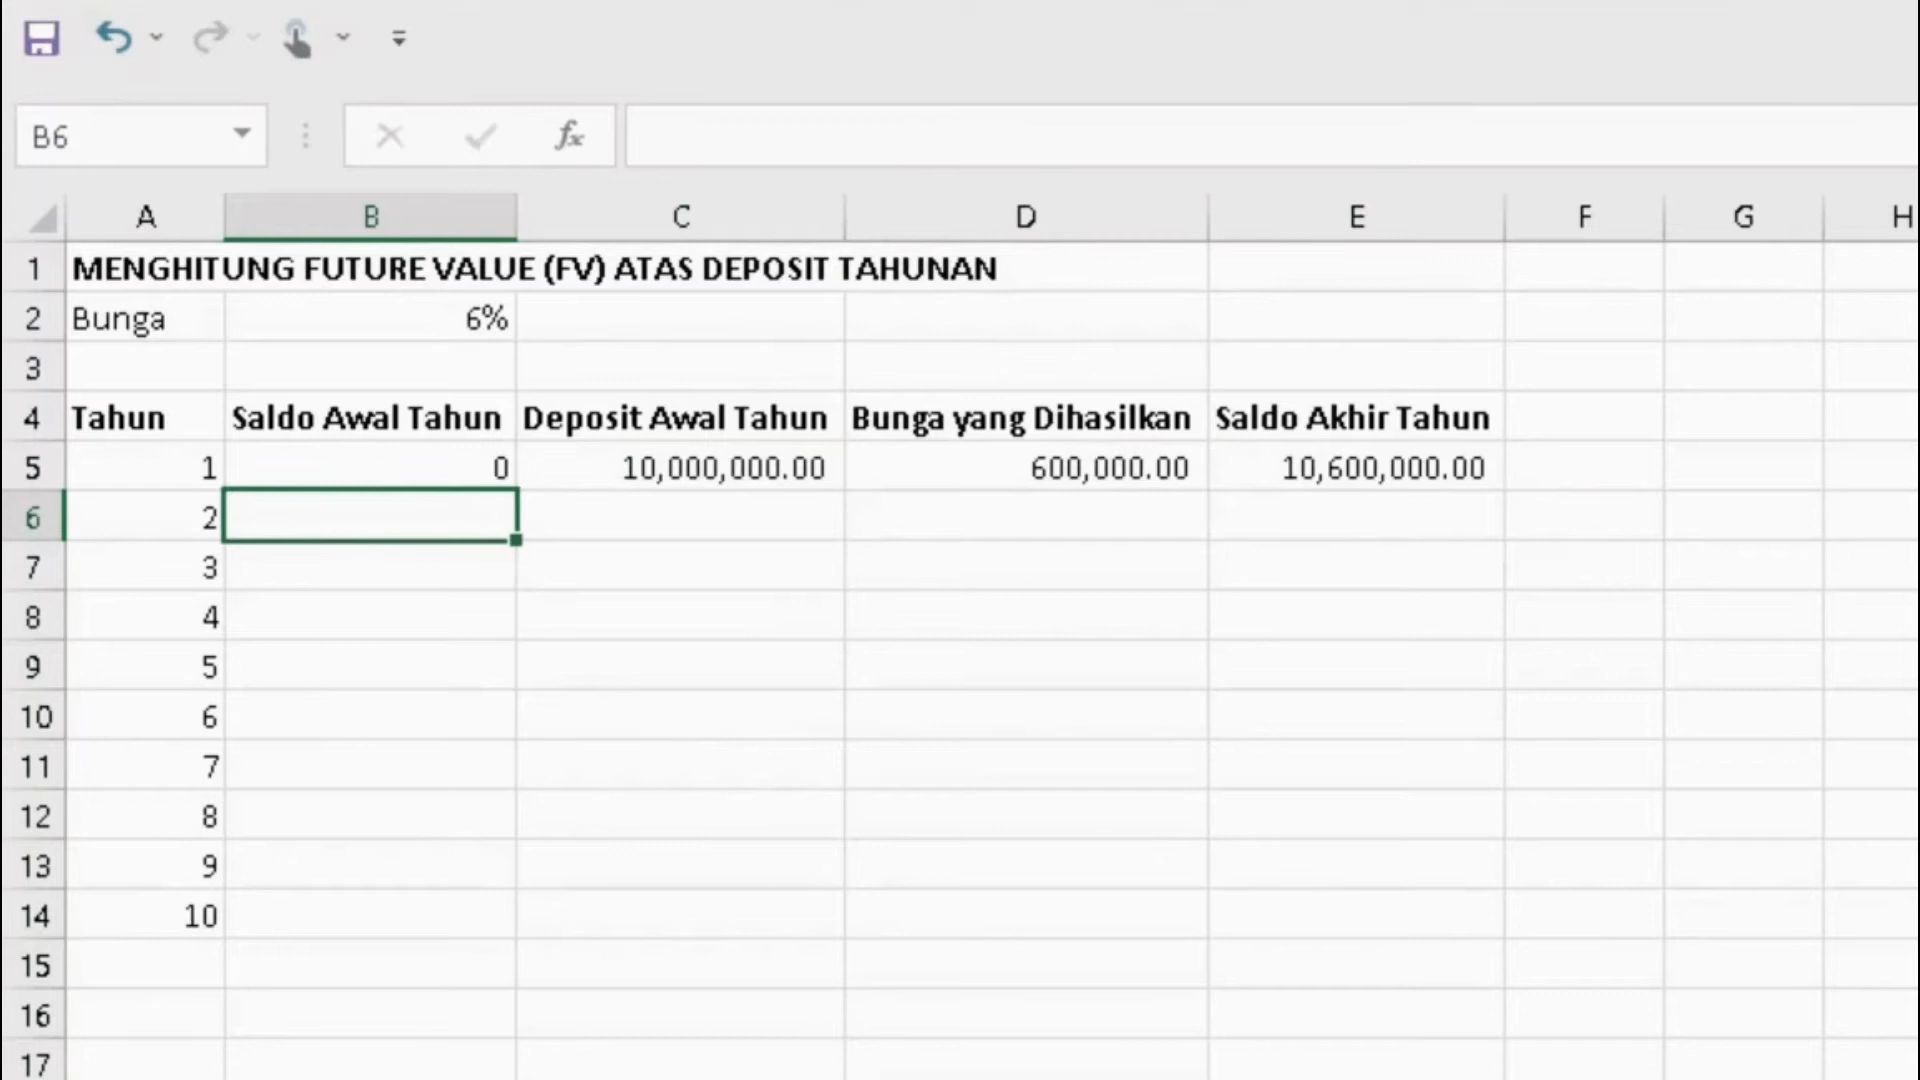 B6
fx
A B C D E F G H
1 MENGHITUNG FUTURE VALUE (FV) ATAS DEPOSIT TAHUNAN
2 Bunga 6%
3
4 Tahun Saldo Awal Tahun Deposit Awal Tahun Bunga yang Dihasilkan Saldo Akhir Tahun
5 1 0 10,000,000.00 600,000.00 10,600,000.00
6 2
7 3
8 4
9 5
10 6
11 7
12 8
13 9
14 10
15
16
17